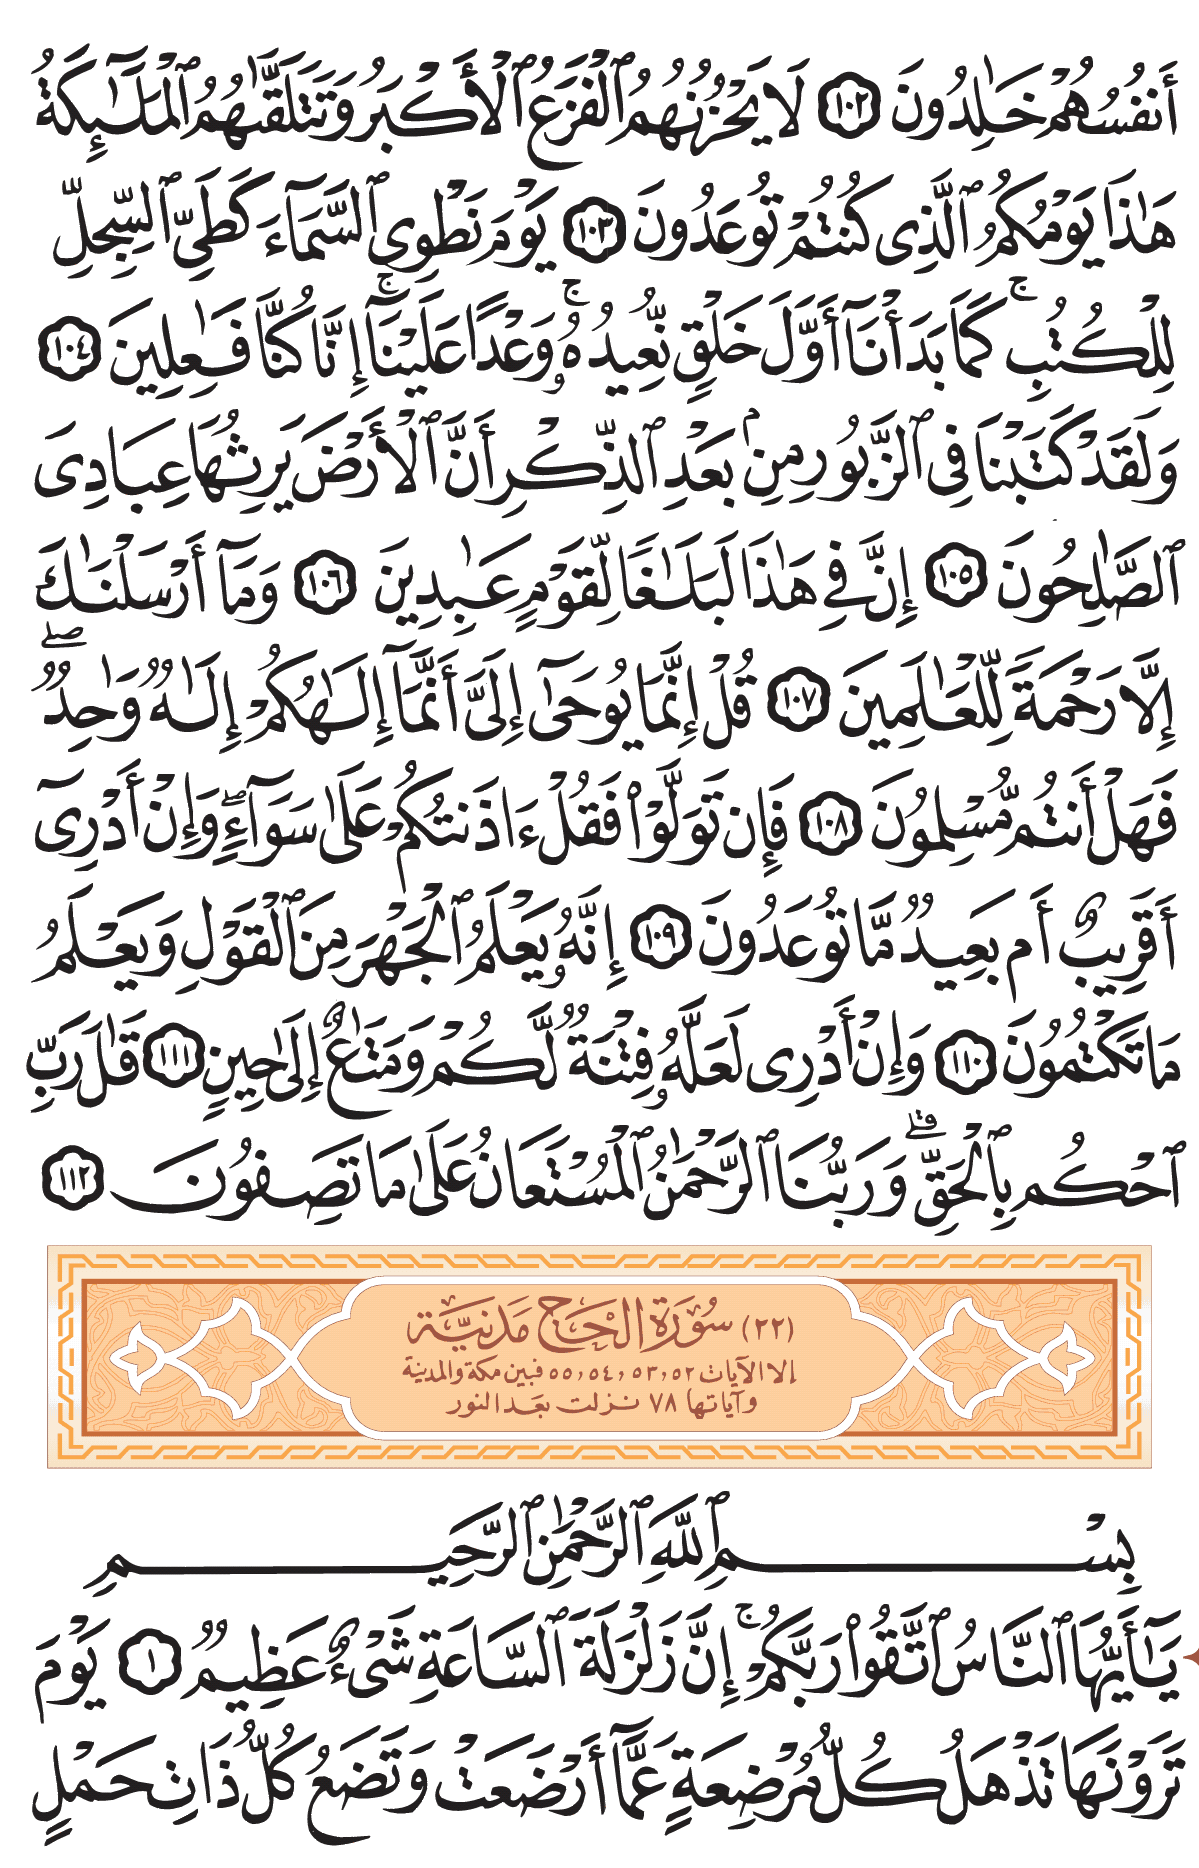 أَنفُسُهُمْ خَٰلِدُونَ ١٠٢ لَا يَحْزُنُهُمُ ٱلْفَزَعُ ٱلْأَكْبَرُ وَتَتَلَقَّىٰهُمُ ٱلْمَلَٰٓئِكَةُ
هَٰذَا يَوْمُكُمُ ٱلَّذِى كُنتُمْ تُوعَدُونَ ١٠٣ يَوْمَ نَطْوِى ٱلسَّمَآءَ كَطَىِّ ٱلسِّجِلِّ
لِلْكُتُبِ ۚ كَمَا بَدَأْنَآ أَوَّلَ خَلْقٍ نُّعِيدُهُۥ ۚ وَعْدًا عَلَيْنَآ ۚ إِنَّا كُنَّا فَٰعِلِينَ ١٠٤
وَلَقَدْ كَتَبْنَا فِى ٱلزَّبُورِ مِنۢ بَعْدِ ٱلذِّكْرِ أَنَّ ٱلْأَرْضَ يَرِثُهَا عِبَادِىَ
ٱلصَّٰلِحُونَ ١٠٥ إِنَّ فِى هَٰذَا لَبَلَٰغًا لِّقَوْمٍ عَٰبِدِينَ ١٠٦ وَمَآ أَرْسَلْنَٰكَ
إِلَّا رَحْمَةً لِّلْعَٰلَمِينَ ١٠٧ قُلْ إِنَّمَا يُوحَىٰٓ إِلَىَّ أَنَّمَآ إِلَٰهُكُمْ إِلَٰهٌ وَٰحِدٌ ۖ
فَهَلْ أَنتُم مُّسْلِمُونَ ١٠٨ فَإِن تَوَلَّوْا۟ فَقُلْ ءَاذَنتُكُمْ عَلَىٰ سَوَآءٍ ۖ وَإِنْ أَدْرِىٓ
أَقَرِيبٌ أَم بَعِيدٌ مَّا تُوعَدُونَ ١٠٩ إِنَّهُۥ يَعْلَمُ ٱلْجَهْرَ مِنَ ٱلْقَوْلِ وَيَعْلَمُ
مَا تَكْتُمُونَ ١١٠ وَإِنْ أَدْرِى لَعَلَّهُۥ فِتْنَةٌ لَّكُمْ وَمَتَٰعٌ إِلَىٰ حِينٍ ١١١ قَٰلَ رَبِّ
ٱحْكُم بِٱلْحَقِّ ۗ وَرَبُّنَا ٱلرَّحْمَٰنُ ٱلْمُسْتَعَانُ عَلَىٰ مَا تَصِفُونَ ١١٢
(٢٢) سُورَة الحَج مَدَنيَّة
إلا الآيات ٥٢، ٥٣، ٥٤، ٥٥ فبين مكة والمدينة
وآياتها ٧٨ نزلت بعد النور
بِسْمِ ٱللَّهِ ٱلرَّحْمَٰنِ ٱلرَّحِيمِ
يَٰٓأَيُّهَا ٱلنَّاسُ ٱتَّقُوا۟ رَبَّكُمْ ۚ إِنَّ زَلْزَلَةَ ٱلسَّاعَةِ شَىْءٌ عَظِيمٌ ١ يَوْمَ
تَرَوْنَهَا تَذْهَلُ كُلُّ مُرْضِعَةٍ عَمَّآ أَرْضَعَتْ وَتَضَعُ كُلُّ ذَاتِ حَمْلٍ